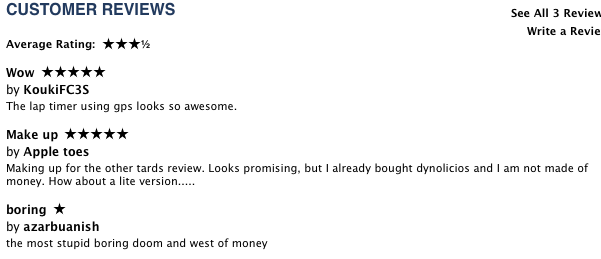 CUSTOMER REVIEWS
See All 3 Review
Write a Revie
Average Rating: ★★★½
Wow ★★★★★
by KoukiFC3S
The lap timer using gps looks so awesome.
Make up ★★★★★
by Apple toes
Making up for the other tards review. Looks promising, but I already bought dynolicios and I am not made of
money. How about a lite version.....
boring ★
by azarbuanish
the most stupid boring doom and west of money